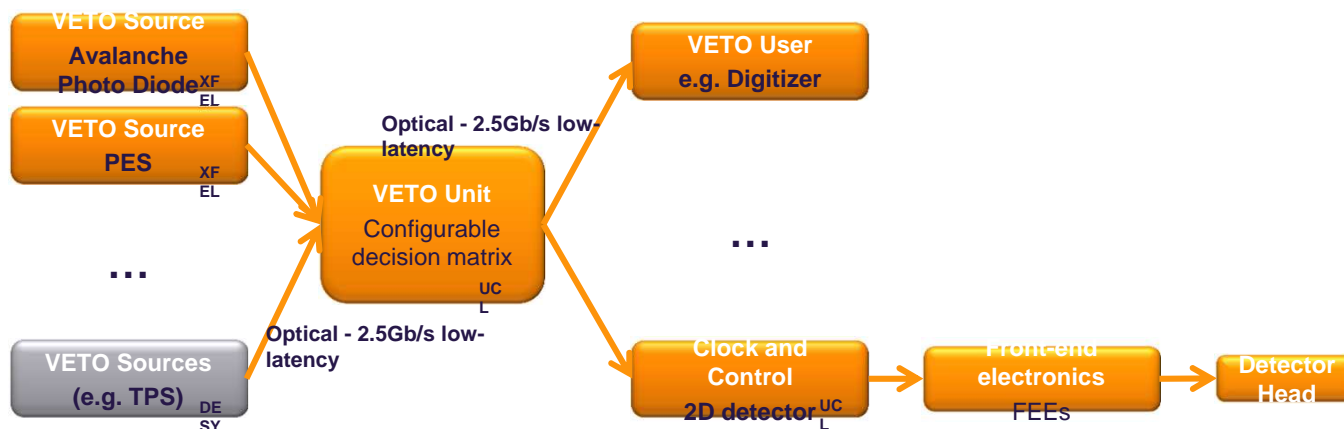 VETO Source
Avalanche
Photo Diode
XF
EL
VETO Source
PES
XF
EL
...
VETO Sources
(e.g. TPS)
DE
SY
Optical - 2.5Gb/s low-
latency
VETO Unit
Configurable
decision matrix
UC
L
Optical - 2.5Gb/s low-
latency
VETO User
e.g. Digitizer
...
Clock and
Control
2D detector
UC
L
Front-end
electronics
FEEs
Detector
Head